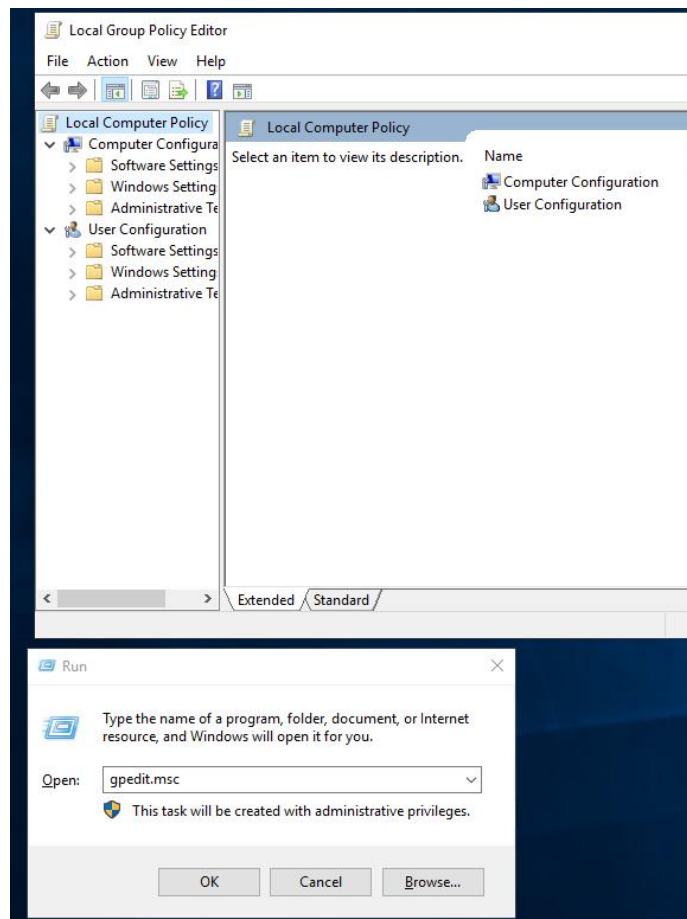 Local Group Policy Editor
File Action View Help
Local Computer Policy
Computer Configura
Software Settings
Windows Setting
Administrative Te
User Configuration
Software Settings
Windows Setting
Administrative Te
Local Computer Policy
Select an item to view its description.
Name
Computer Configuration
User Configuration
Extended Standard
Run
Type the name of a program, folder, document, or Internet
resource, and Windows will open it for you.
Open: gpedit.msc
This task will be created with administrative privileges.
OK Cancel Browse...